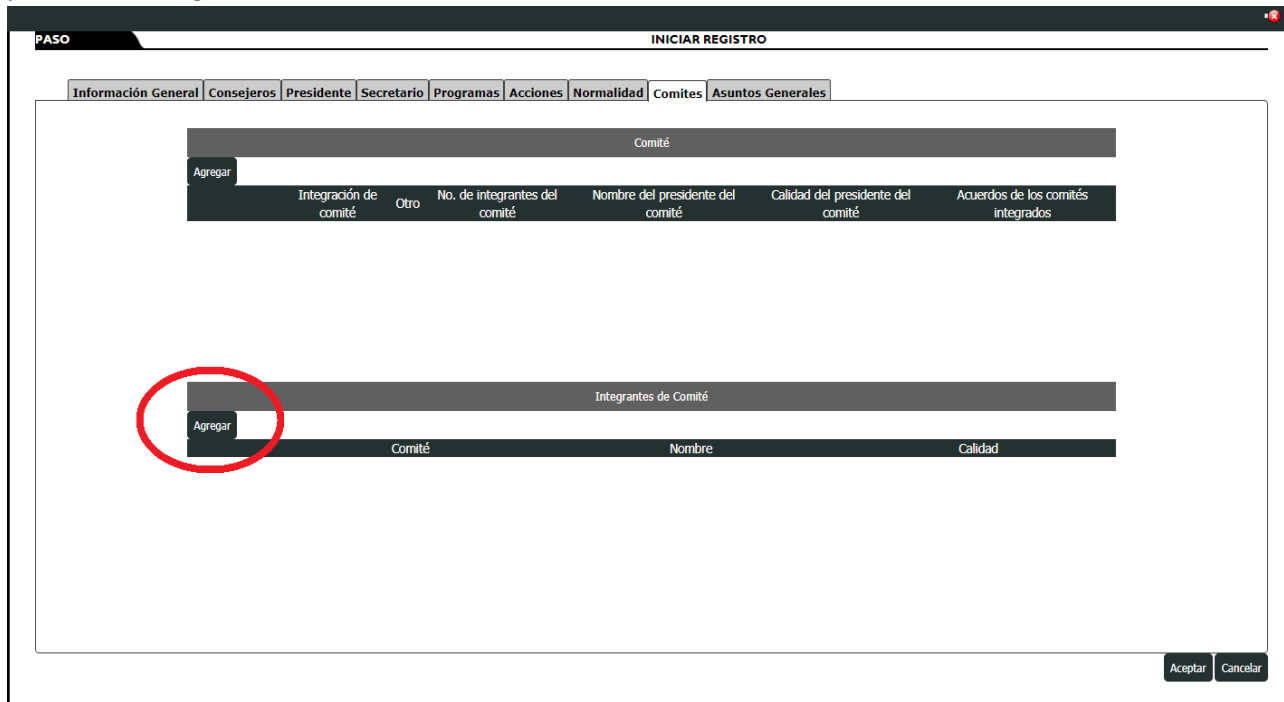 PASO
INICIAR REGISTRO
Información General Consejeros Presidente Secretario Programas Acciones Normalidad Comites Asuntos Generales
Comité
Agregar
Integración de comité Otro No. de integrantes del comité Nombre del presidente del comité Calidad del presidente del comité Acuerdos de los comités integrados
Integrantes de Comité
Agregar
Comité Nombre Calidad
Aceptar Cancelar